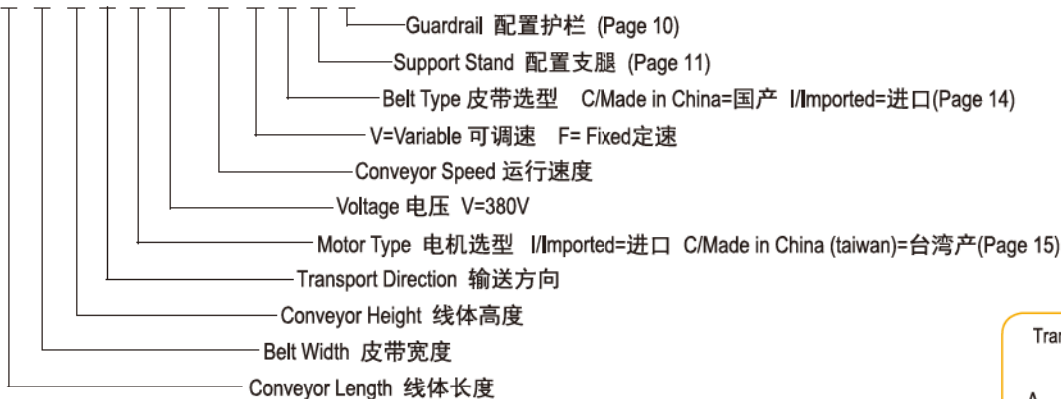 Guardrail 配置护栏 (Page 10)
Support Stand 配置支腿 (Page 11)
Belt Type 皮带选型 C/Made in China=国产 I/Imported=进口(Page 14)
V=Variable 可调速 F= Fixed定速
Conveyor Speed 运行速度
Voltage 电压 V=380V
Motor Type 电机选型 I/Imported=进口 C/Made in China (taiwan)=台湾产(Page 15)
Transport Direction 输送方向
Conveyor Height 线体高度
Belt Width 皮带宽度
Conveyor Length 线体长度